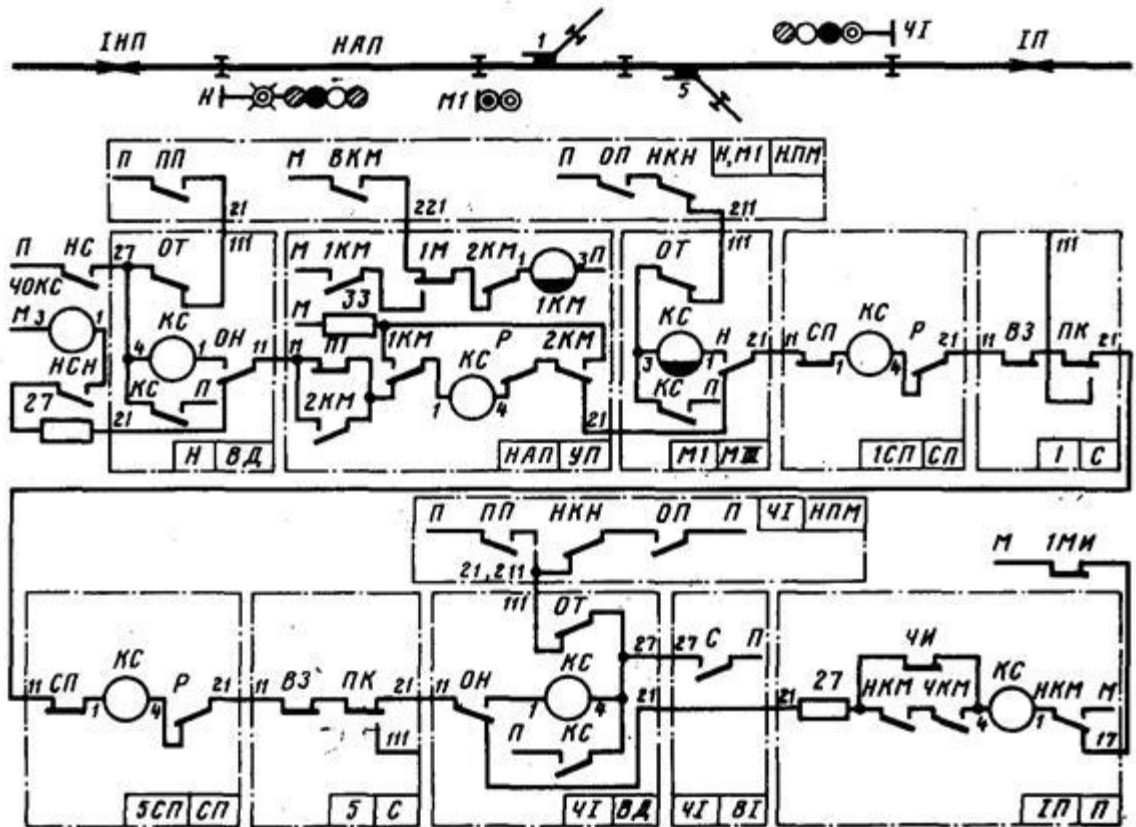 IНП НАП 1 ЧI IП
Н М1 5
П ПП М ВКМ П ОП НКН Н,М1 НПМ
21 221 211
П НС 27 ОТ 111 М 1КМ 1М 2КМ 1 3 П ОТ 111 111
ЧОКС 33 1КМ
М 3 1 КС ОН М 1КМ Р 2КМ КС Н СП КС Р ВЗ ПК
4 1 11 11 П1 КС 3 1 21 11 1 4 21 11 21
НСН КС П 2КМ 1 4 КС П
27 21 21
Н ВД НАП УП М1 МIII 1СП СП 1 С
П ПП НКН ОП П ЧI НПМ
21,211 М 1МИ
111 ОТ
КС КС 27 27 С П ЧИ
11 СП Р 21 11 ВЗ ПК 21 11 ОН 21 21 27 НКМ ЧКМ КС НКМ М
1 4 1 4 4 1 17
111 П КС
5СП СП 5 С ЧI ВД ЧI ВI IП П